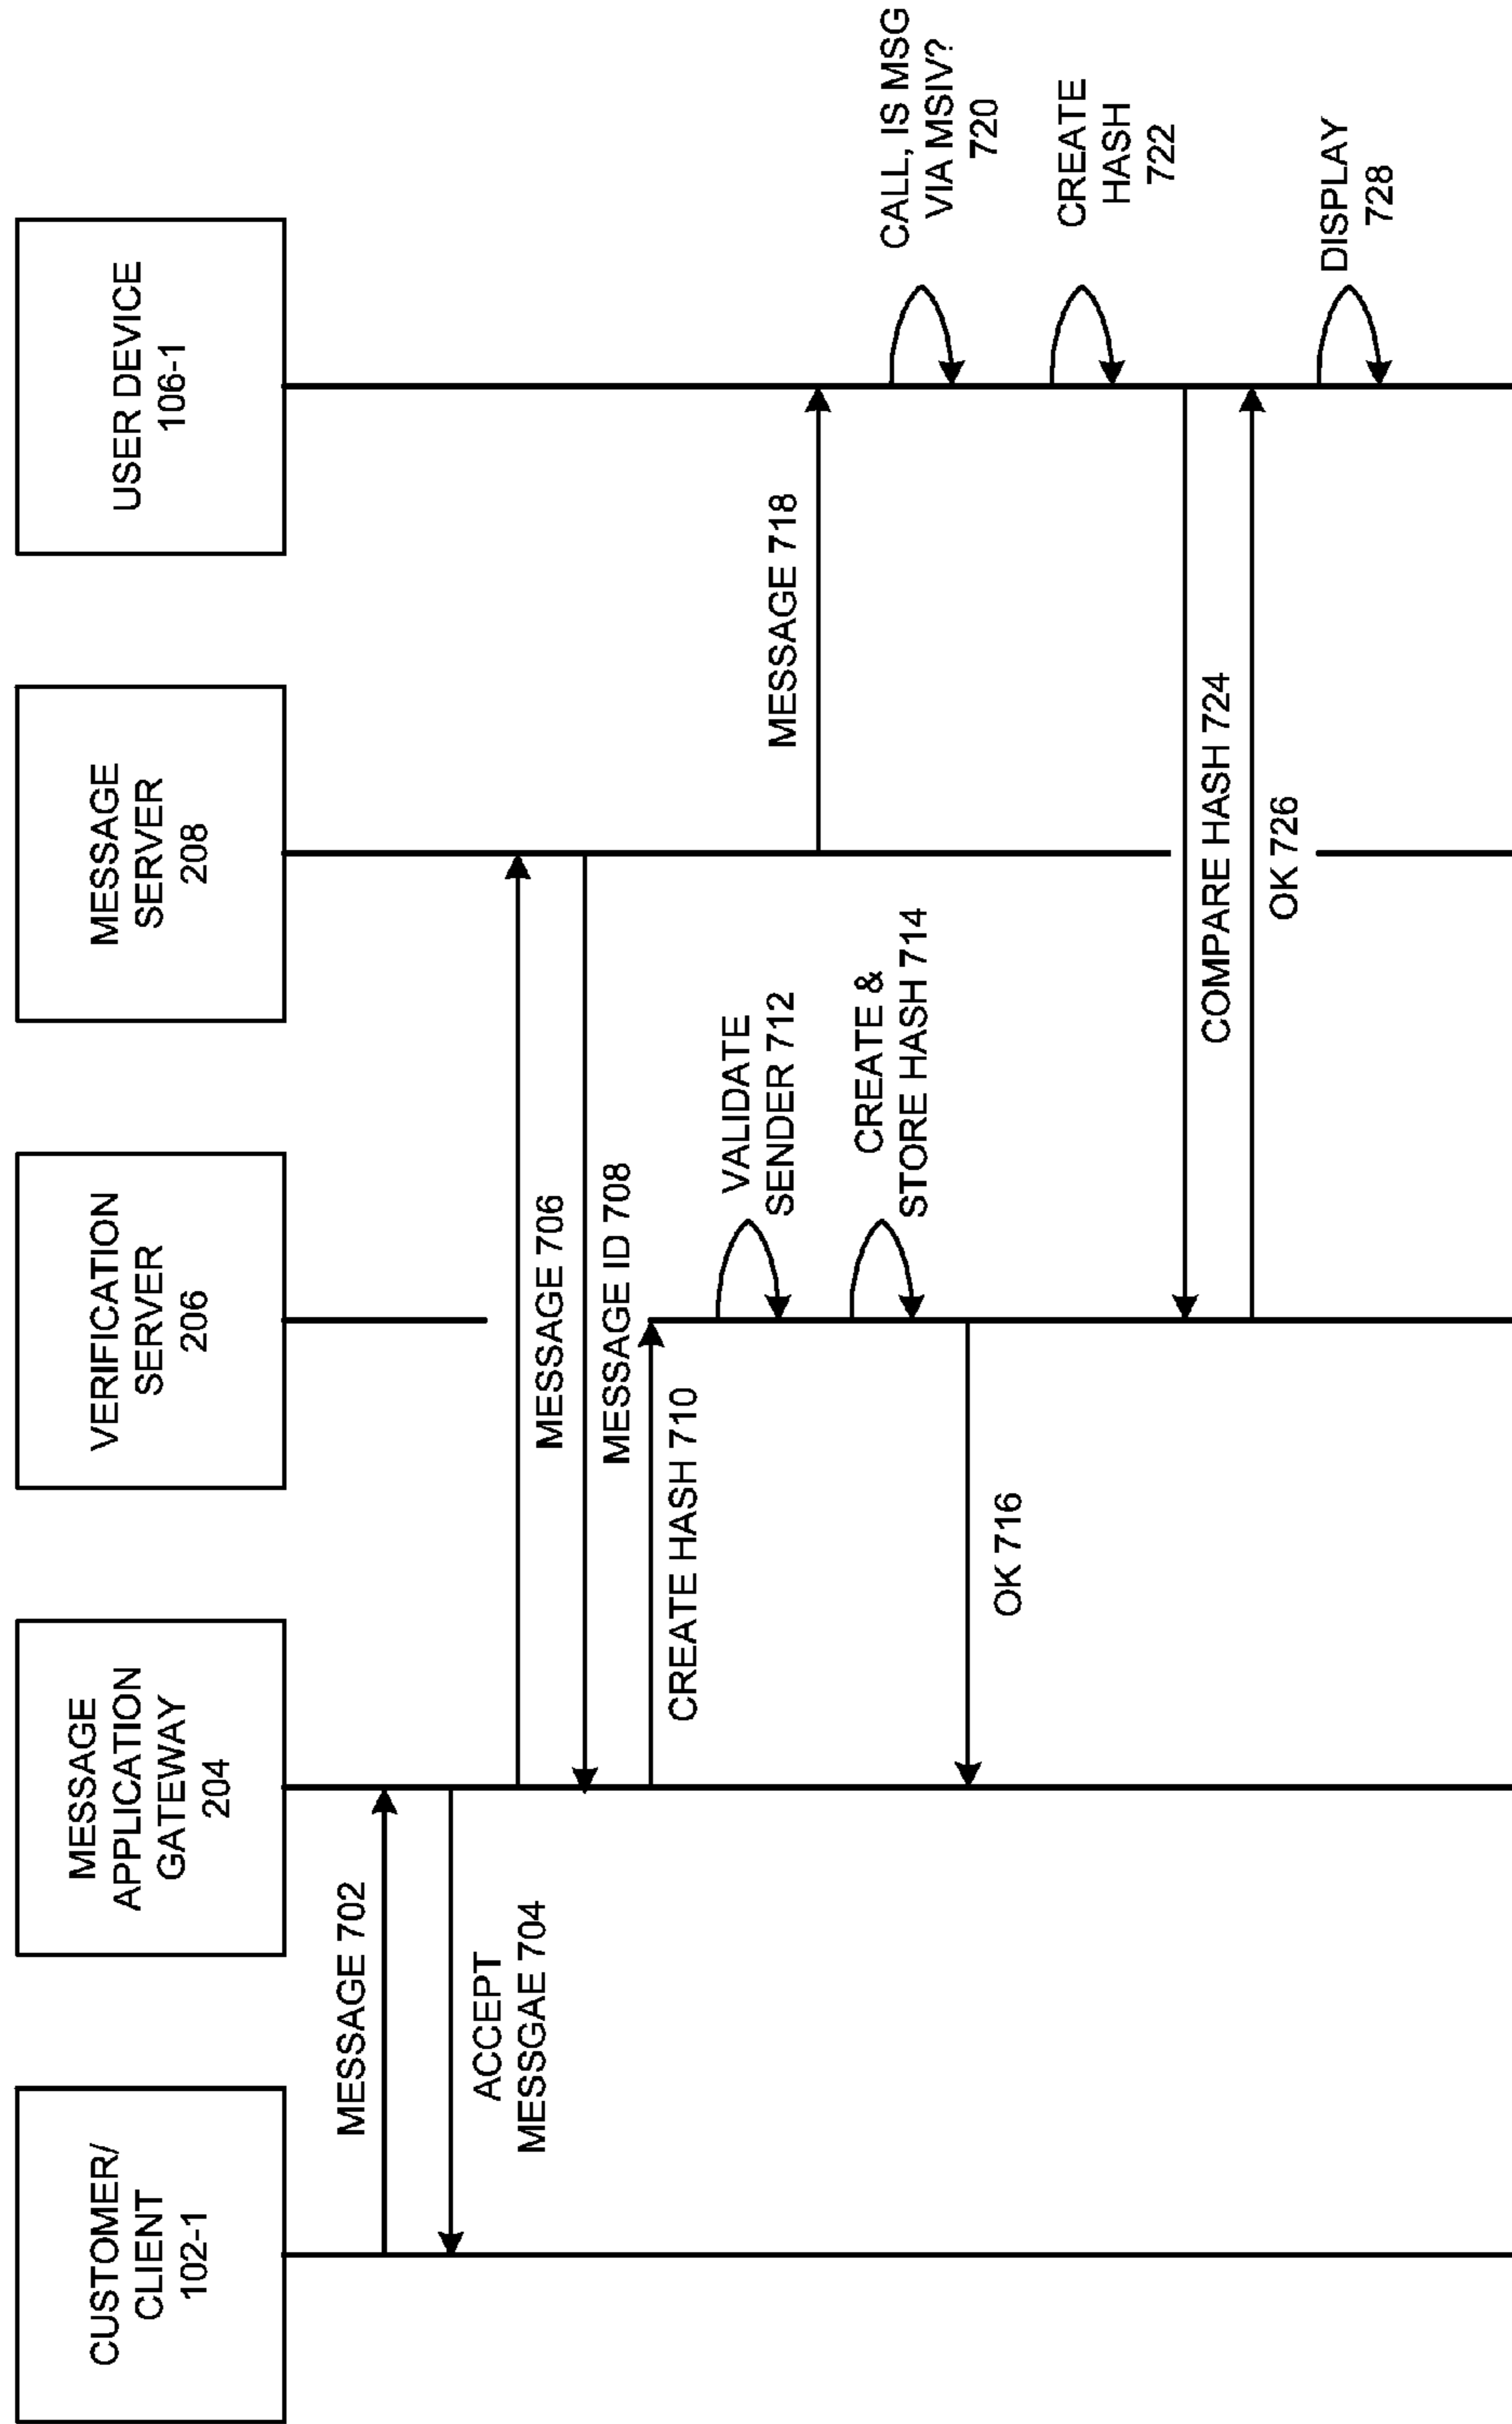 CUSTOMER/
CLIENT
102-1
MESSAGE
APPLICATION
GATEWAY
204
VERIFICATION
SERVER
206
MESSAGE
SERVER
208
USER DEVICE
106-1
MESSAGE 702
ACCEPT
MESSGAE 704
MESSAGE 706
MESSAGE ID 708
CREATE HASH 710
VALIDATE
SENDER 712
CREATE &
STORE HASH 714
OK 716
MESSAGE 718
CALL, IS MSG
VIA MSIV?
720
CREATE
HASH
722
COMPARE HASH 724
OK 726
DISPLAY
728